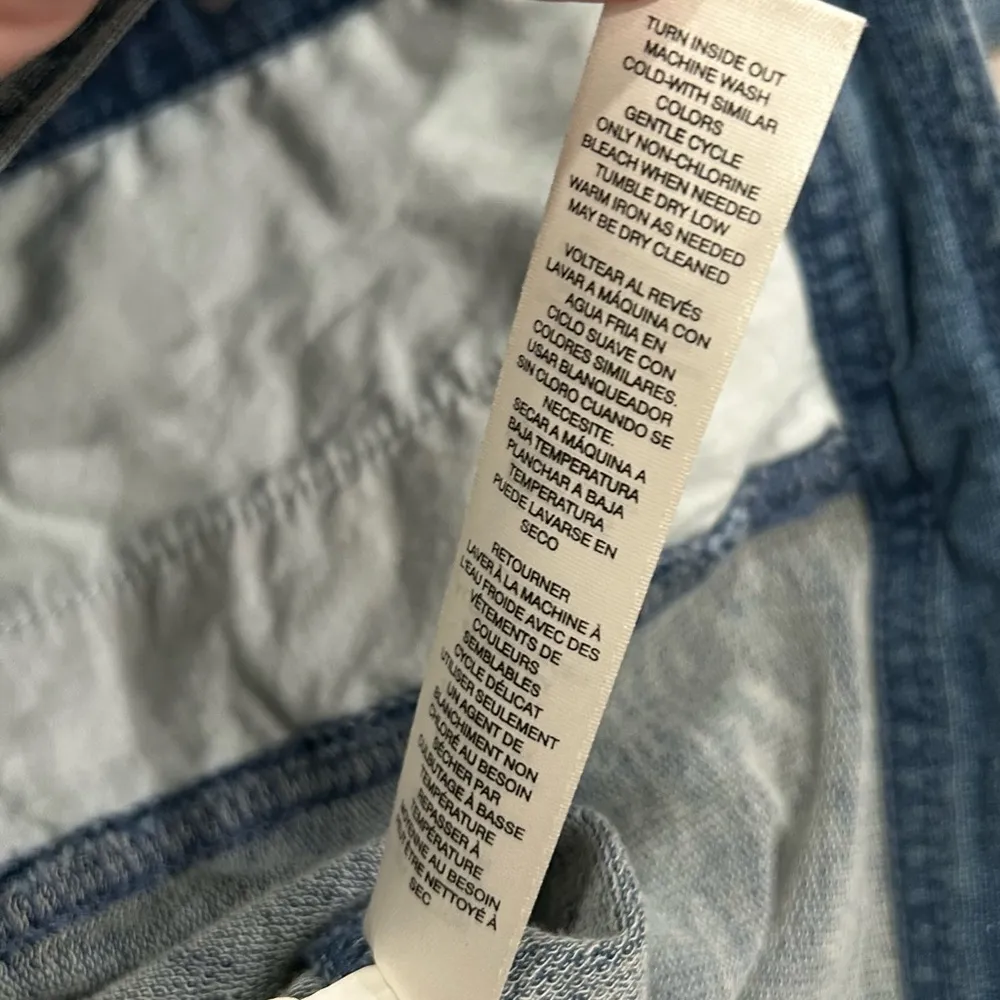 TURN INSIDE OUT
MACHINE WASH
COLD-WITH SIMILAR
COLORS
GENTLE CYCLE
ONLY NON-CHLORINE
BLEACH WHEN NEEDED
TUMBLE DRY LOW
WARM IRON AS NEEDED
MAY BE DRY CLEANED
VOLTEAR AL REVÉS
LAVAR A MÁQUINA CON
AGUA FRIA EN
CICLO SUAVE CON
COLORES SIMILARES.
USAR BLANQUEADOR
SIN CLORO CUANDO SE
NECESITE.
SECAR A MÁQUINA A
BAJA TEMPERATURA
PLANCHAR A BAJA
TEMPERATURA
PUEDE LAVARSE EN
SECO
RETOURNER
LAVER À LA MACHINE À
L'EAU FROIDE AVEC DES
VÊTEMENTS DE
COULEURS
SEMBLABLES
CYCLE DÉLICAT
UTILISER SEULEMENT
UN AGENT DE
BLANCHIMENT NON
CHLORÉ AU BESOIN
SÉCHER PAR
CULBUTAGE À BASSE
TEMPÉRATURE
REPASSER À
TEMPÉRATURE
MOYENNE AU BESOIN
PEUT ÊTRE NETTOYÉ À
SEC